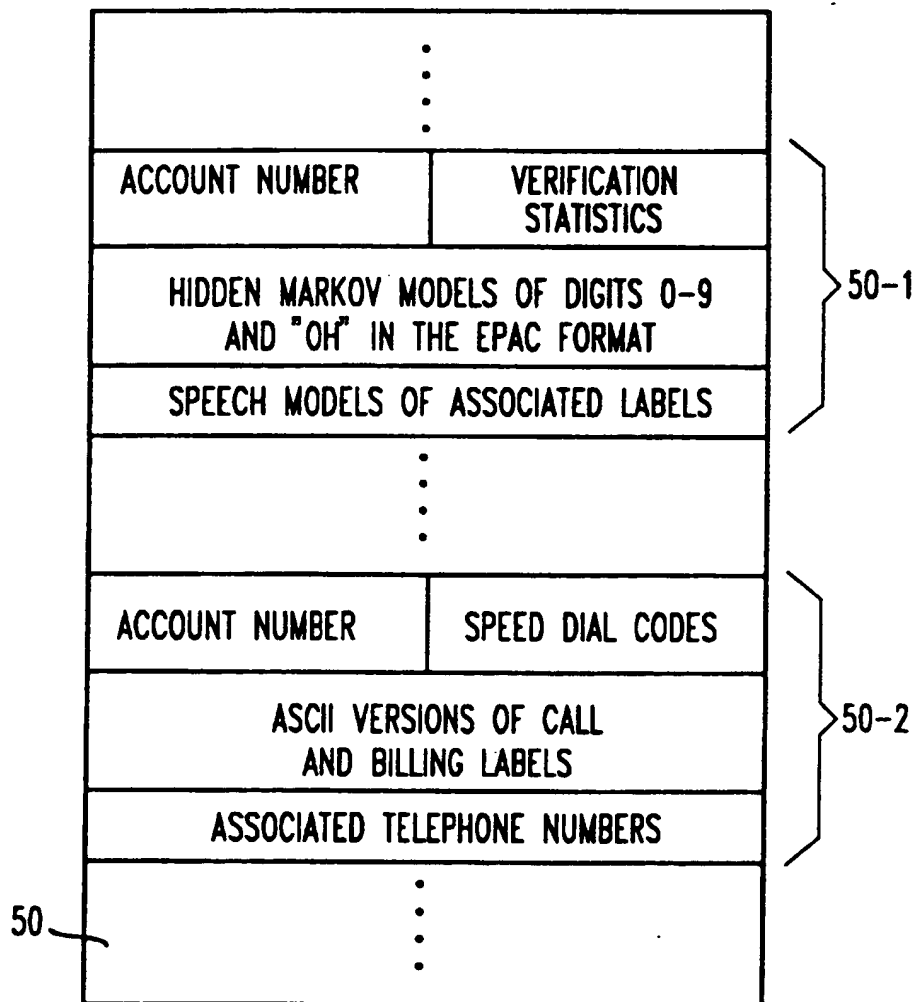 ACCOUNT NUMBER
VERIFICATION
STATISTICS
HIDDEN MARKOV MODELS OF DIGITS 0-9
AND "OH" IN THE EPAC FORMAT
SPEECH MODELS OF ASSOCIATED LABELS
50-1
ACCOUNT NUMBER
SPEED DIAL CODES
ASCII VERSIONS OF CALL
AND BILLING LABELS
ASSOCIATED TELEPHONE NUMBERS
50-2
50